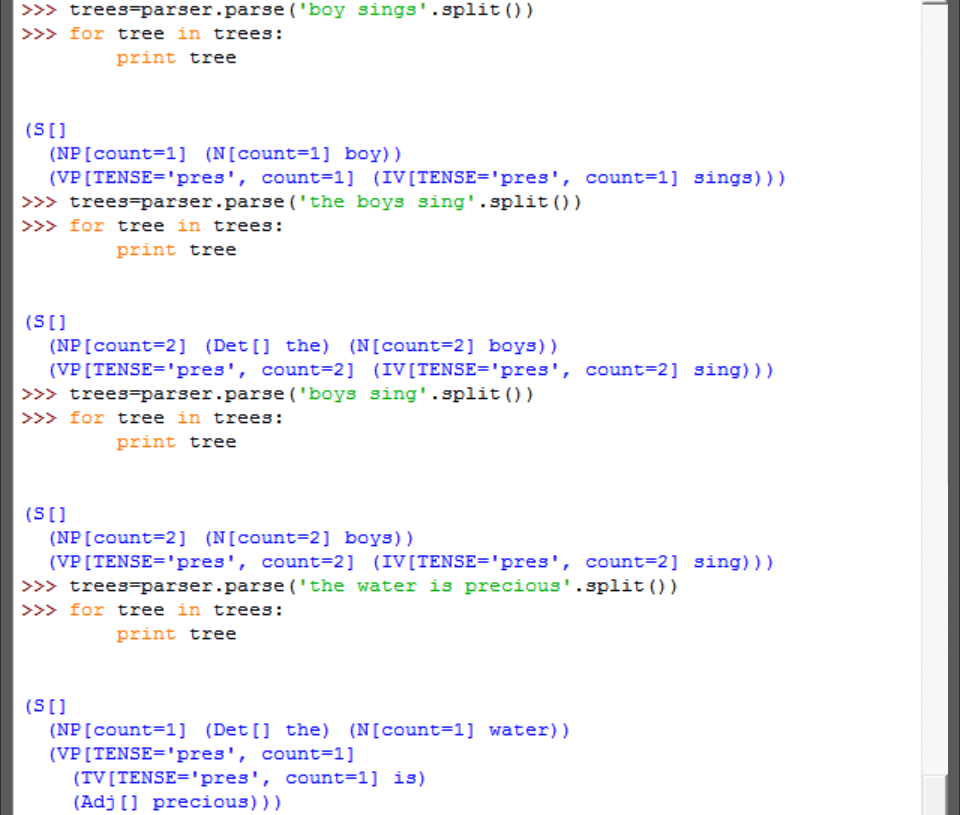 >>> trees=parser.parse('boy sings'.split())
>>> for tree in trees:
        print tree
(S[]
  (NP[count=1] (N[count=1] boy))
  (VP[TENSE='pres', count=1] (IV[TENSE='pres', count=1] sings)))
>>> trees=parser.parse('the boys sing'.split())
>>> for tree in trees:
        print tree
(S[]
  (NP[count=2] (Det[] the) (N[count=2] boys))
  (VP[TENSE='pres', count=2] (IV[TENSE='pres', count=2] sing)))
>>> trees=parser.parse('boys sing'.split())
>>> for tree in trees:
        print tree
(S[]
  (NP[count=2] (N[count=2] boys))
  (VP[TENSE='pres', count=2] (IV[TENSE='pres', count=2] sing)))
>>> trees=parser.parse('the water is precious'.split())
>>> for tree in trees:
        print tree
(S[]
  (NP[count=1] (Det[] the) (N[count=1] water))
  (VP[TENSE='pres', count=1]
    (TV[TENSE='pres', count=1] is)
    (Adj[] precious)))